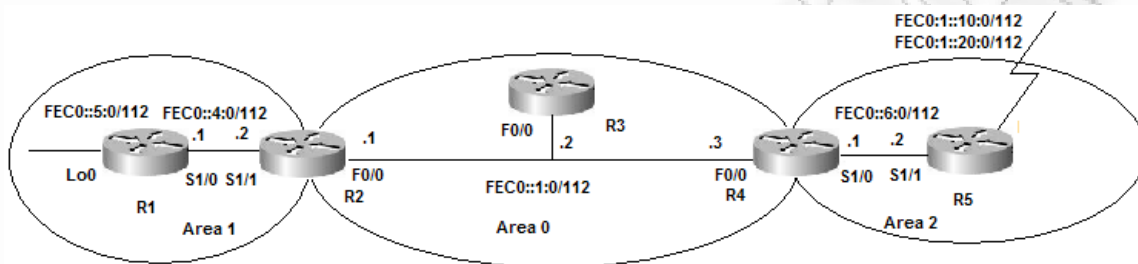 FEC0:1::10:0/112
FEC0:1::20:0/112
FEC0::5:0/112 FEC0::4:0/112
.1 .2
Lo0
S1/0 S1/1
R1
R2
Area 1
.1
F0/0
F0/0
R3
.2
.3
FEC0::1:0/112
F0/0
R4
Area 0
FEC0::6:0/112
.1 .2
S1/0 S1/1
R5
Area 2